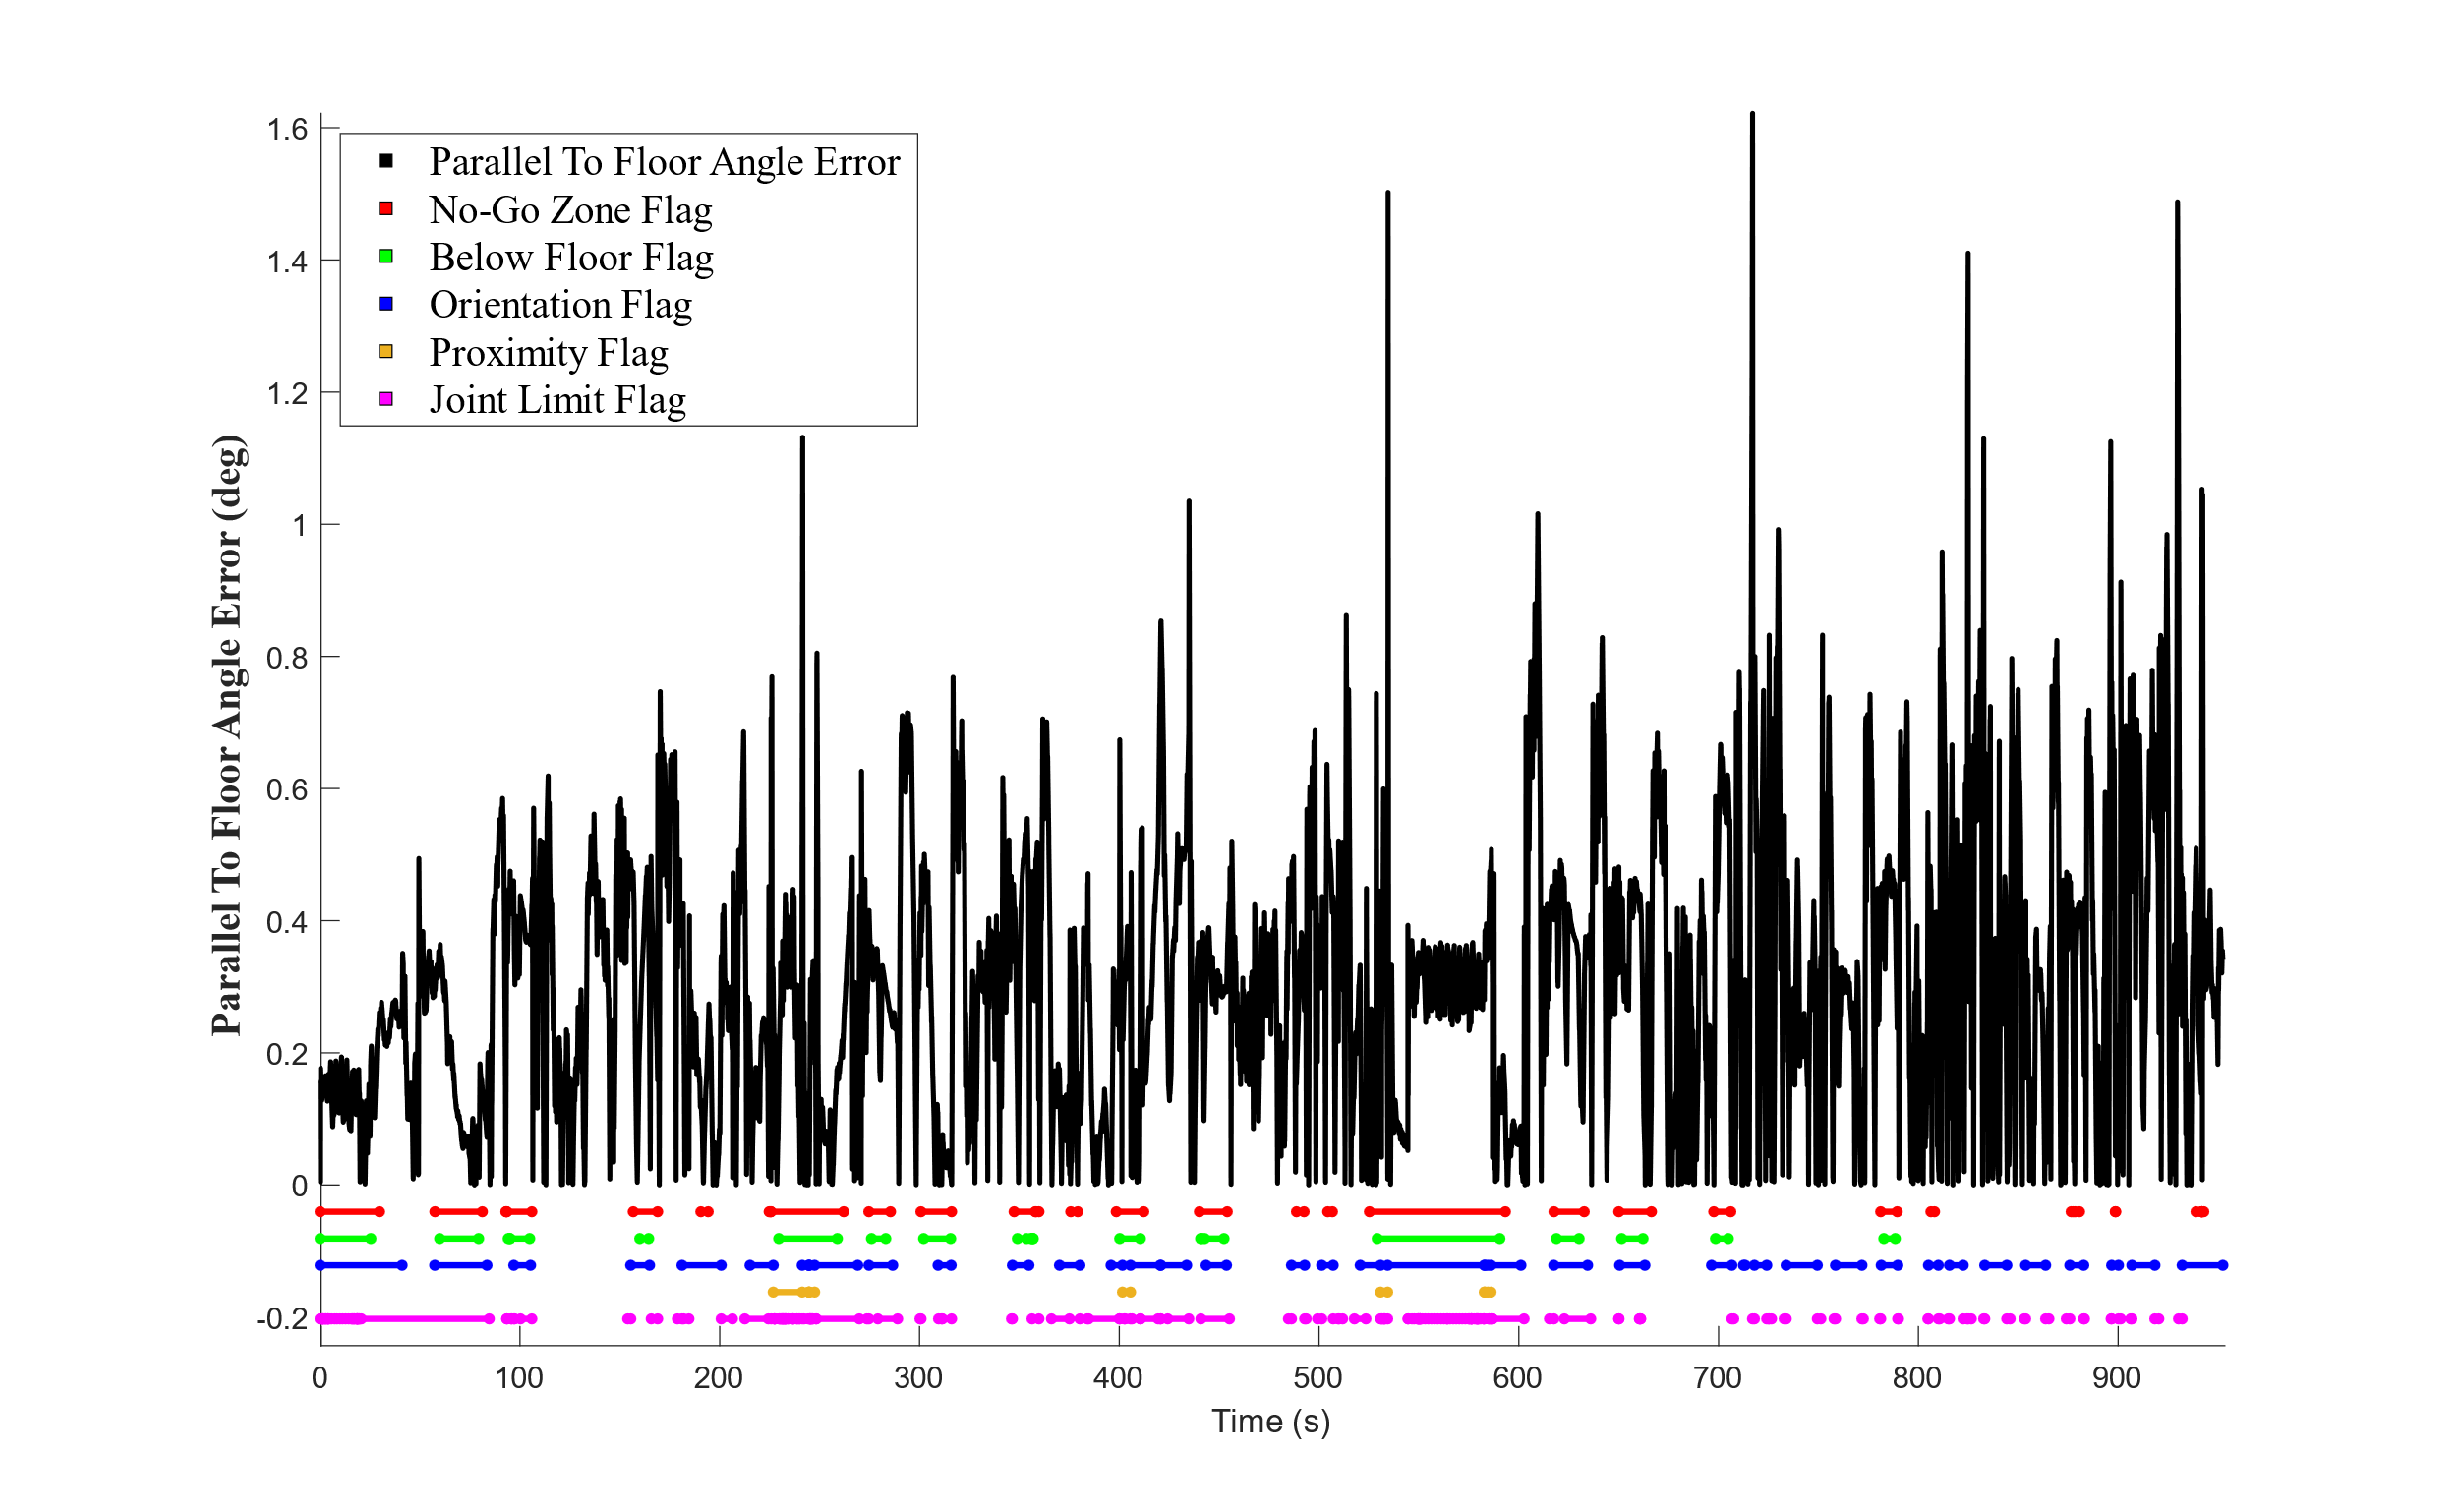 Parallel To Floor Angle Error
No-Go Zone Flag
Below Floor Flag
Orientation Flag
Proximity Flag
Joint Limit Flag
Parallel To Floor Angle Error (deg)
1.6
1.4
1.2
1
0.8
0.6
0.4
0.2
0
-0.2
0 100 200 300 400 500 600 700 800 900
Time (s)